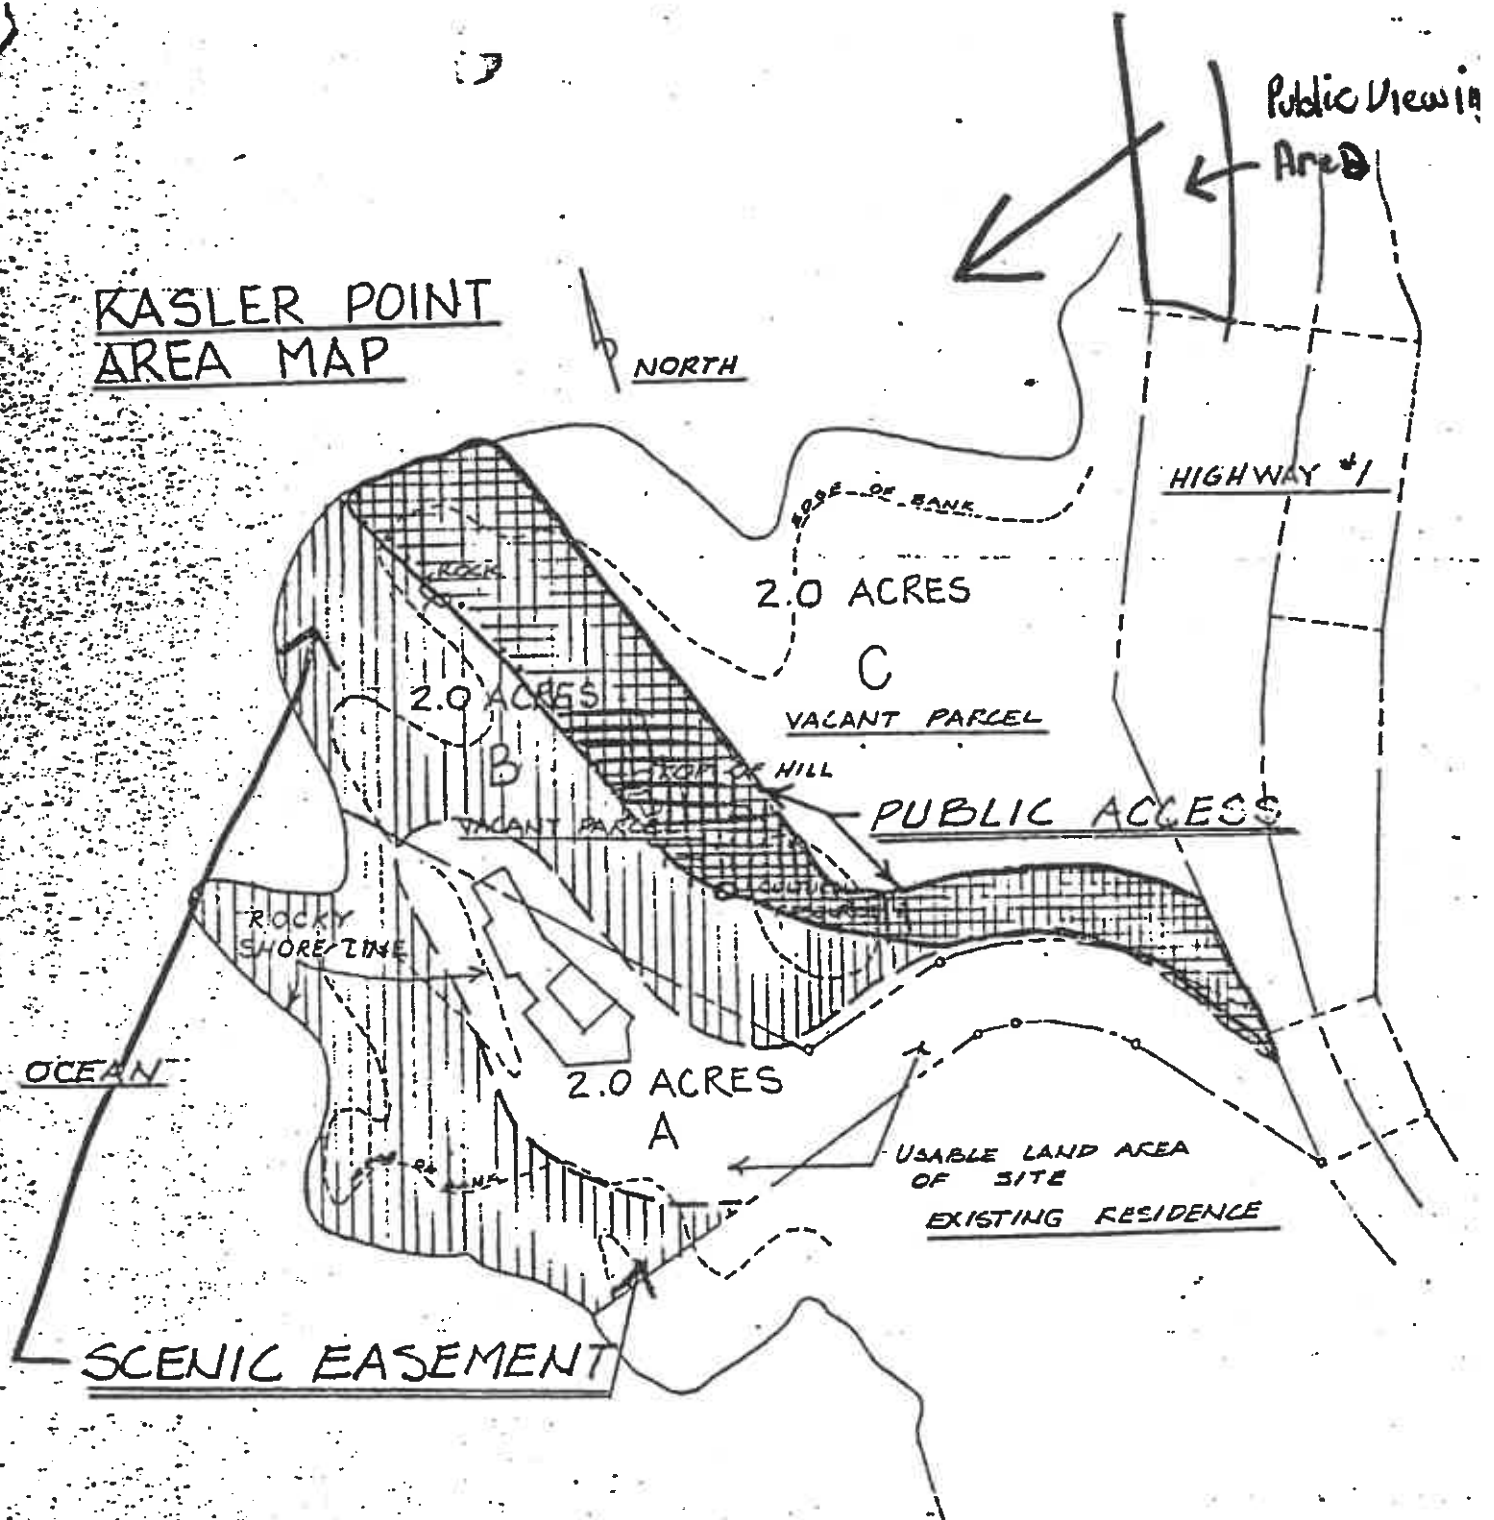 Public Viewin
Area
KASLER POINT
AREA MAP
NORTH
HIGHWAY #1
EDGE OF BANK
ROCK
2.0 ACRES
C
VACANT PARCEL
2.0 ACRES
B
TOP OF HILL
VACANT PARCEL
PUBLIC ACCESS
ROCKY
SHORE LINE
OCEAN
2.0 ACRES
A
USABLE LAND AREA
OF SITE
EXISTING RESIDENCE
SCENIC EASEMENT